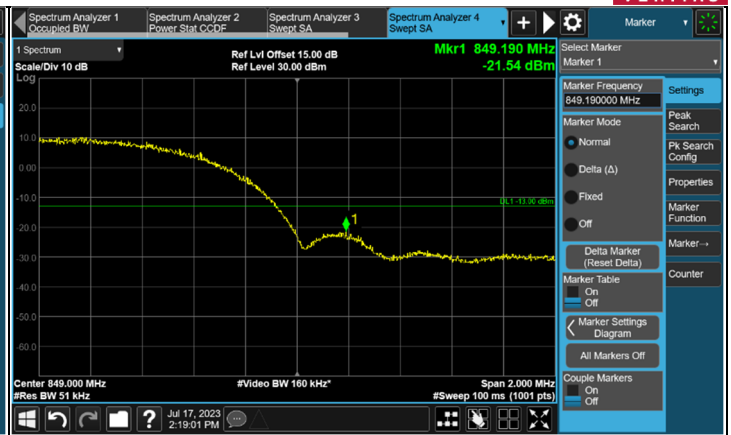 Spectrum Analyzer 1
Occupied BW
Spectrum Analyzer 2
Power Stat CCDF
Spectrum Analyzer 3
Swept SA
Spectrum Analyzer 4
Swept SA
Marker
1 Spectrum
Scale/Div 10 dB
Log
Ref Lvl Offset 15.00 dB
Ref Level 30.00 dBm
Mkr1 849.190 MHz
-21.54 dBm
20.0
10.0
0.00
-10.0
-20.0
-30.0
-40.0
-50.0
-60.0
DL1 -13.00 dBm
1
Center 849.000 MHz
#Res BW 51 kHz
#Video BW 160 kHz*
Span 2.000 MHz
#Sweep 100 ms (1001 pts)
Select Marker
Marker 1
Marker Frequency
849.190000 MHz
Marker Mode
Normal
Delta (Δ)
Fixed
Off
Delta Marker
(Reset Delta)
Marker Table
On
Off
Marker Settings
Diagram
All Markers Off
Couple Markers
On
Off
Settings
Peak
Search
Pk Search
Config
Properties
Marker
Function
Marker→
Counter
?
Jul 17, 2023
2:19:01 PM